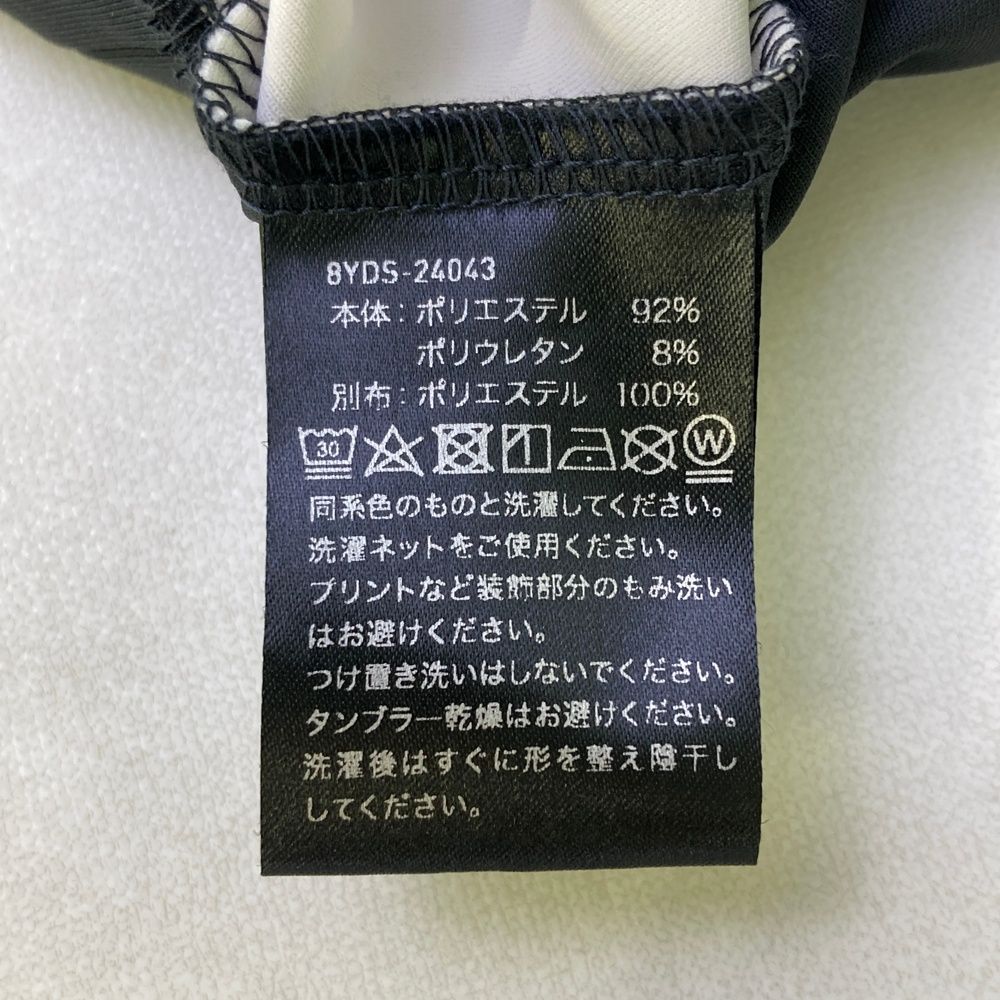 8YDS-24043
本体：ポリエステル 92%
ポリウレタン 8%
別布：ポリエステル 100%
30 W
同系色のものと洗濯してください。
洗濯ネットをご使用ください。
プリントなど装飾部分のもみ洗い
はお避けください。
つけ置き洗いはしないでください。
タンブラー乾燥はお避けください。
洗濯後はすぐに形を整え陰干し
してください。